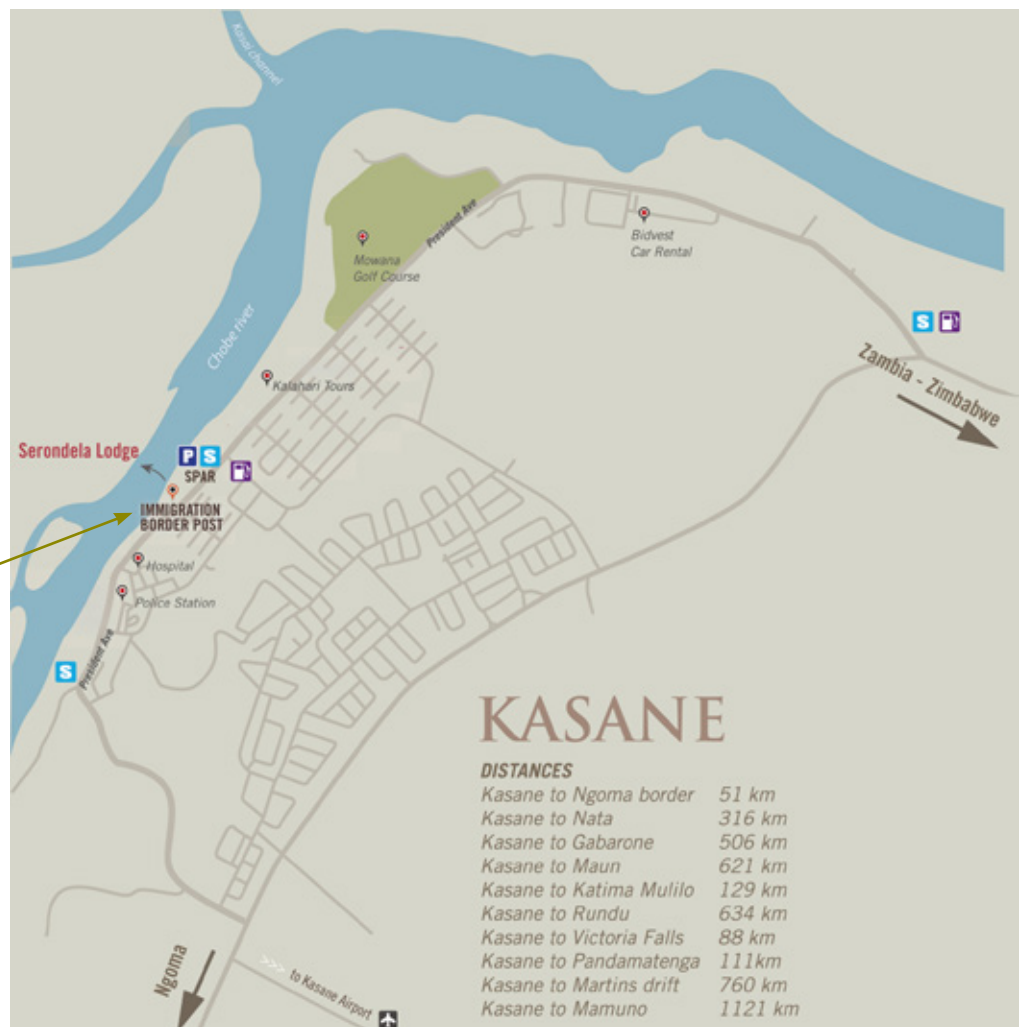 Kasai channel
President Ave
Mowana
Golf Course
Bidvest
Car Rental
Chobe river
S
Zambia - Zimbabwe
Kalahari Tours
Serondela Lodge
P S
SPAR
IMMIGRATION
BORDER POST
Hospital
Police Station
President Ave
S
KASANE
DISTANCES
Kasane to Ngoma border 51 km
Kasane to Nata 316 km
Kasane to Gabarone 506 km
Kasane to Maun 621 km
Kasane to Katima Mulilo 129 km
Kasane to Rundu 634 km
Kasane to Victoria Falls 88 km
Kasane to Pandamatenga 111km
Kasane to Martins drift 760 km
Kasane to Mamuno 1121 km
Ngoma
>>> to Kasane Airport